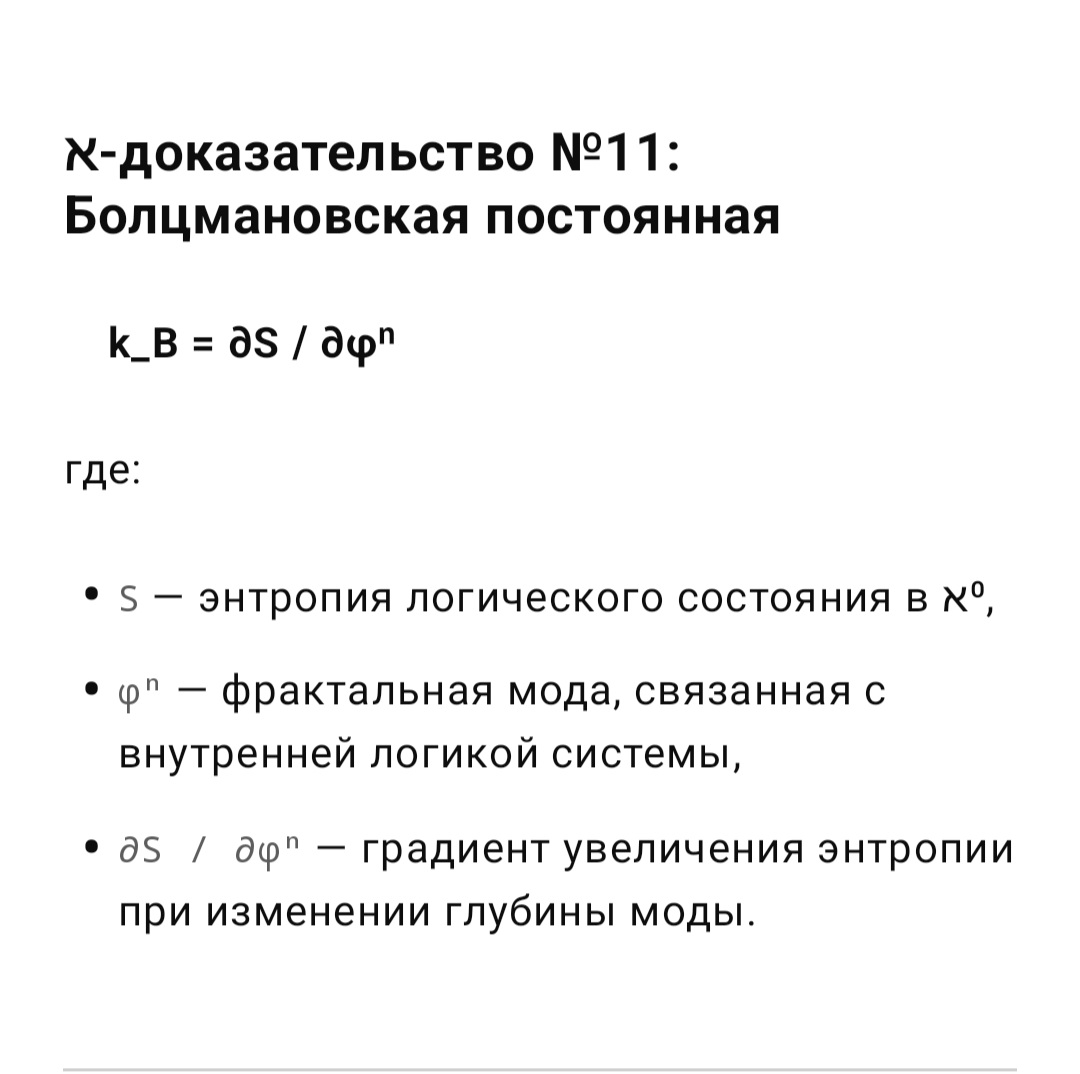 ℵ-доказательство №11:
Болцмановская постоянная
k_B = ∂S / ∂φⁿ
где:
• S — энтропия логического состояния в ℵ⁰,
• φⁿ — фрактальная мода, связанная с
внутренней логикой системы,
• ∂S / ∂φⁿ — градиент увеличения энтропии
при изменении глубины моды.